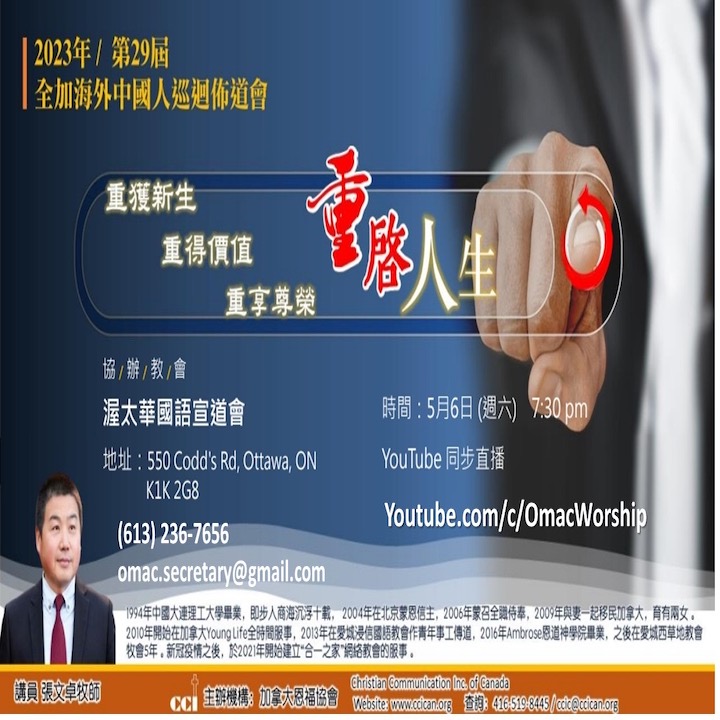 2023年 / 第29屆
全加海外中國人巡迴佈道會
重獲新生
重得價值
重享尊榮
重啓人生
協/辦/教/會
渥太華國語宣道會
地址：550 Codd's Rd, Ottawa, ON
K1K 2G8
(613) 236-7656
omac.secretary@gmail.com
時間：5月6日 (週六) 7:30 pm
YouTube 同步直播
Youtube.com/c/OmacWorship
1994年中國大連理工大學畢業，即步入商海沉浮十載， 2004年在北京蒙恩信主，2006年蒙召全職侍奉，2009年與妻一起移民加拿大，育有兩女。
2010年開始在加拿大Young Life全時間服事，2013年在愛城浸信國語教會作青年事工傳道，2016年Ambrose恩道神學院畢業，之後在愛城西草地教會
牧會5年。新冠疫情之後，於2021年開始建立“合一之家”網絡教會的服事。
講員 張文卓牧師
CCI 主辦機構：加拿大恩福協會
Christian Communication Inc. of Canada
Website: www.ccican.org 查詢：416-519-8445 / ccic@ccican.org